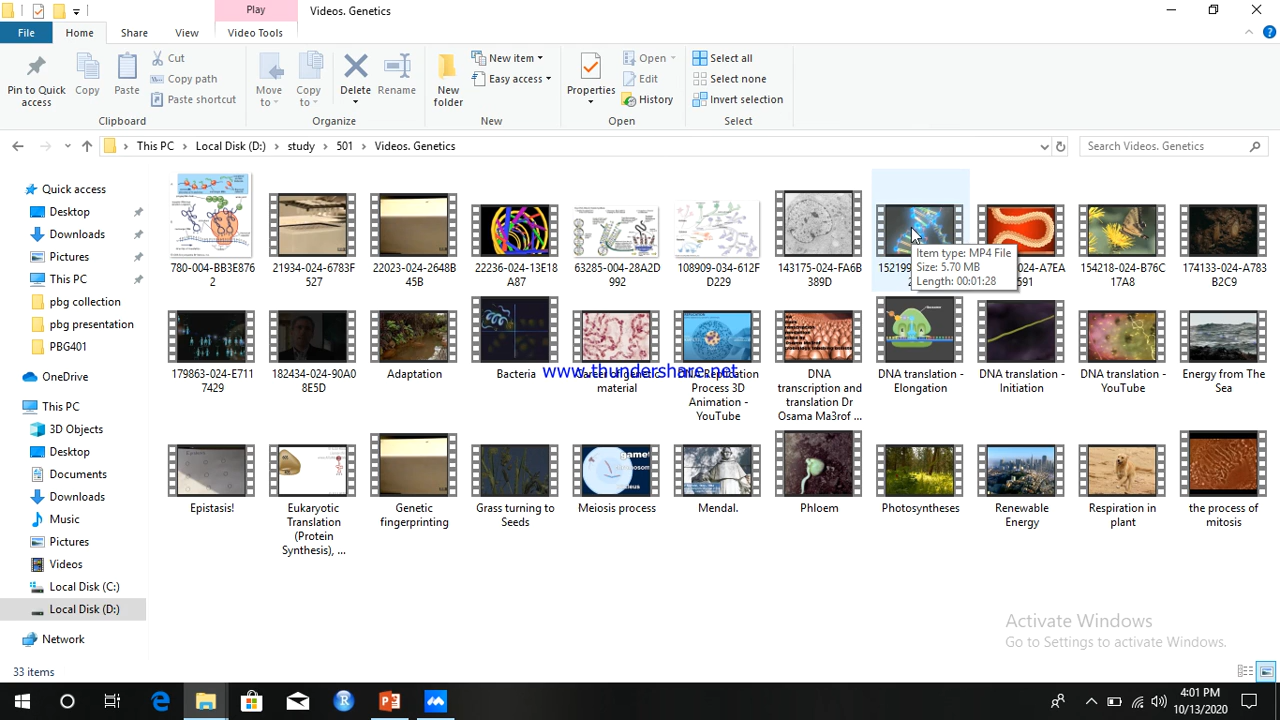 Play
Videos. Genetics
File
Home
Share
View
Video Tools
Pin to Quick access
Copy
Paste
Cut
Copy path
Paste shortcut
Clipboard
Move to
Copy to
Delete
Rename
Organize
New folder
New item
Easy access
New
Properties
Open
Edit
History
Open
Select all
Select none
Invert selection
Select
This PC
Local Disk (D:)
study
501
Videos. Genetics
Search Videos. Genetics
Quick access
Desktop
Downloads
Pictures
This PC
pbg collection
pbg presentation
PBG401
OneDrive
This PC
3D Objects
Desktop
Documents
Downloads
Music
Pictures
Videos
Local Disk (C:)
Local Disk (D:)
Network
780-004-BB3E876
2
21934-024-6783F
527
22023-024-2648B
45B
22236-024-13E18
A87
63285-004-28A2D
992
108909-034-612F
D229
143175-024-FA6B
389D
152199
Item type: MP4 File
Size: 5.70 MB
Length: 00:01:28
-024-A7EA
591
154218-024-B76C
17A8
174133-024-A783
B2C9
179863-024-E711
7429
182434-024-90A0
8E5D
Adaptation
Bacteria
www.thundershare.net
material
DNA Replication
Process 3D
Animation -
YouTube
DNA
transcription and
translation Dr
Osama Ma3rof ...
DNA translation -
Elongation
DNA translation -
Initiation
DNA translation -
YouTube
Energy from The
Sea
Epistasis!
Eukaryotic
Translation
(Protein
Synthesis), ...
Genetic
fingerprinting
Grass turning to
Seeds
Meiosis process
Mendal.
Phloem
Photosyntheses
Renewable
Energy
Respiration in
plant
the process of
mitosis
Activate Windows
Go to Settings to activate Windows.
33 items
4:01 PM
10/13/2020